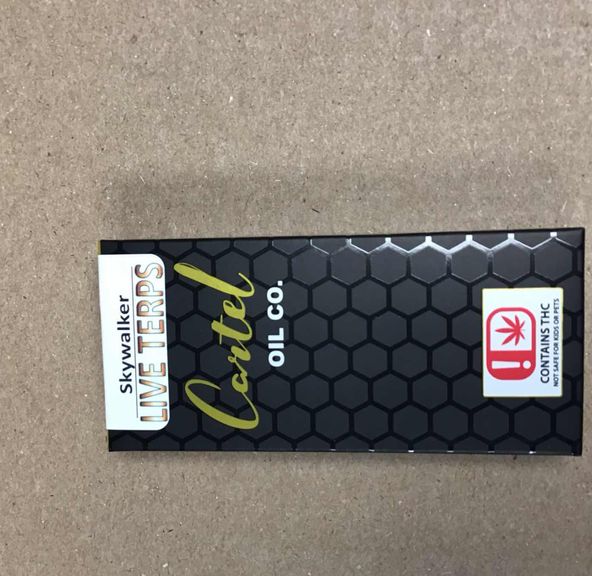 Skywalker
LIVE TERPS
Cartel
OIL CO.
!
CONTAINS THC
NOT SAFE FOR KIDS OR PETS